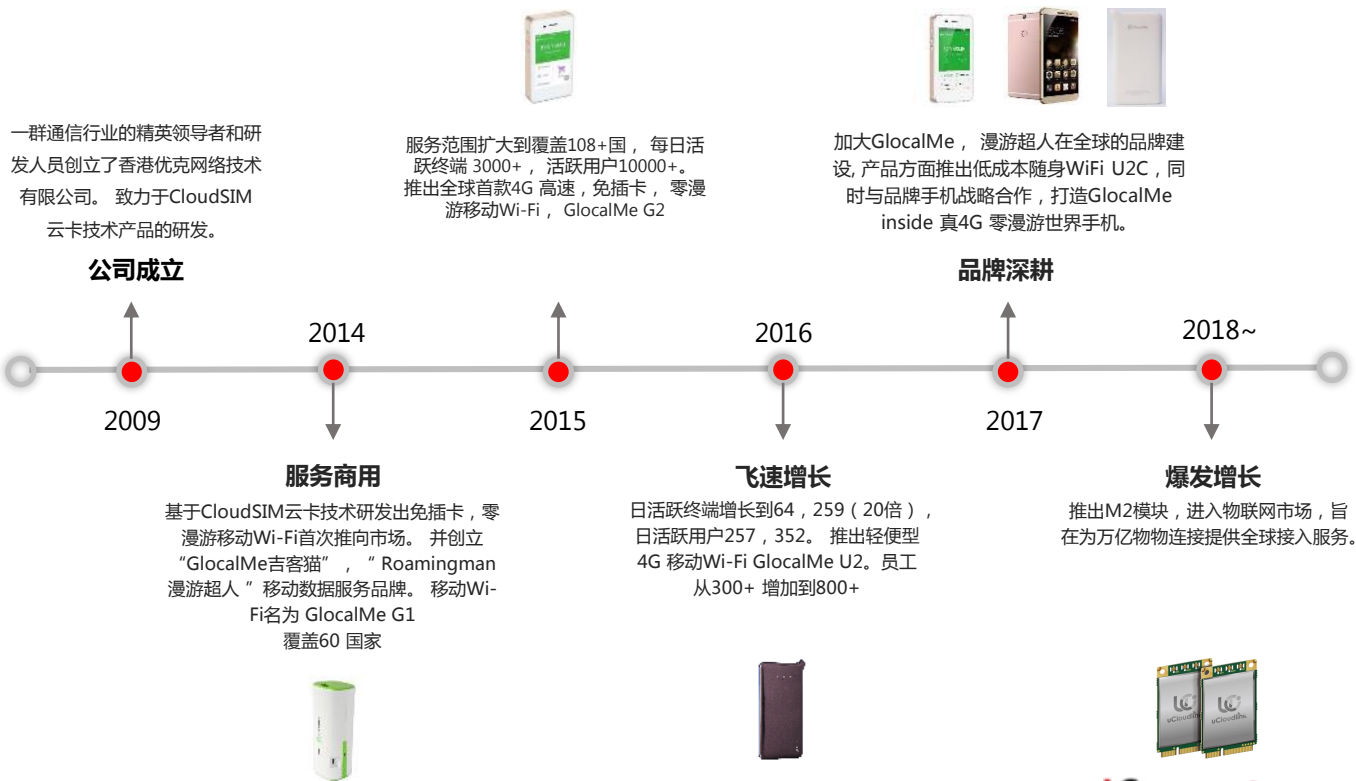 一群通信行业的精英领导者和研
发人员创立了香港优克网络技术
有限公司。 致力于CloudSIM
云卡技术产品的研发。
公司成立
2009
2014
服务商用
基于CloudSIM云卡技术研发出免插卡，零
漫游移动Wi-Fi首次推向市场。 并创立
“GlocalMe吉客猫” ，“ Roamingman
漫游超人 ” 移动数据服务品牌。 移动Wi-
Fi名为 GlocalMe G1
覆盖60 国家
服务范围扩大到覆盖108+国， 每日活
跃终端 3000+ ，活跃用户10000+。
推出全球首款4G 高速，免插卡， 零漫
游移动Wi-Fi ， GlocalMe G2
2015
2016
飞速增长
日活跃终端增长到64，259（20倍），
日活跃用户257，352。 推出轻便型
4G 移动Wi-Fi GlocalMe U2。员工
从300+ 增加到800+
加大GlocalMe ， 漫游超人在全球的品牌建
设, 产品方面推出低成本随身WiFi U2C，同
时与品牌手机战略合作，打造GlocalMe
inside 真4G 零漫游世界手机。
品牌深耕
2017
2018~
爆发增长
推出M2模块，进入物联网市场，旨
在为万亿物物连接提供全球接入服务。
uCloudlink
uCloudlink